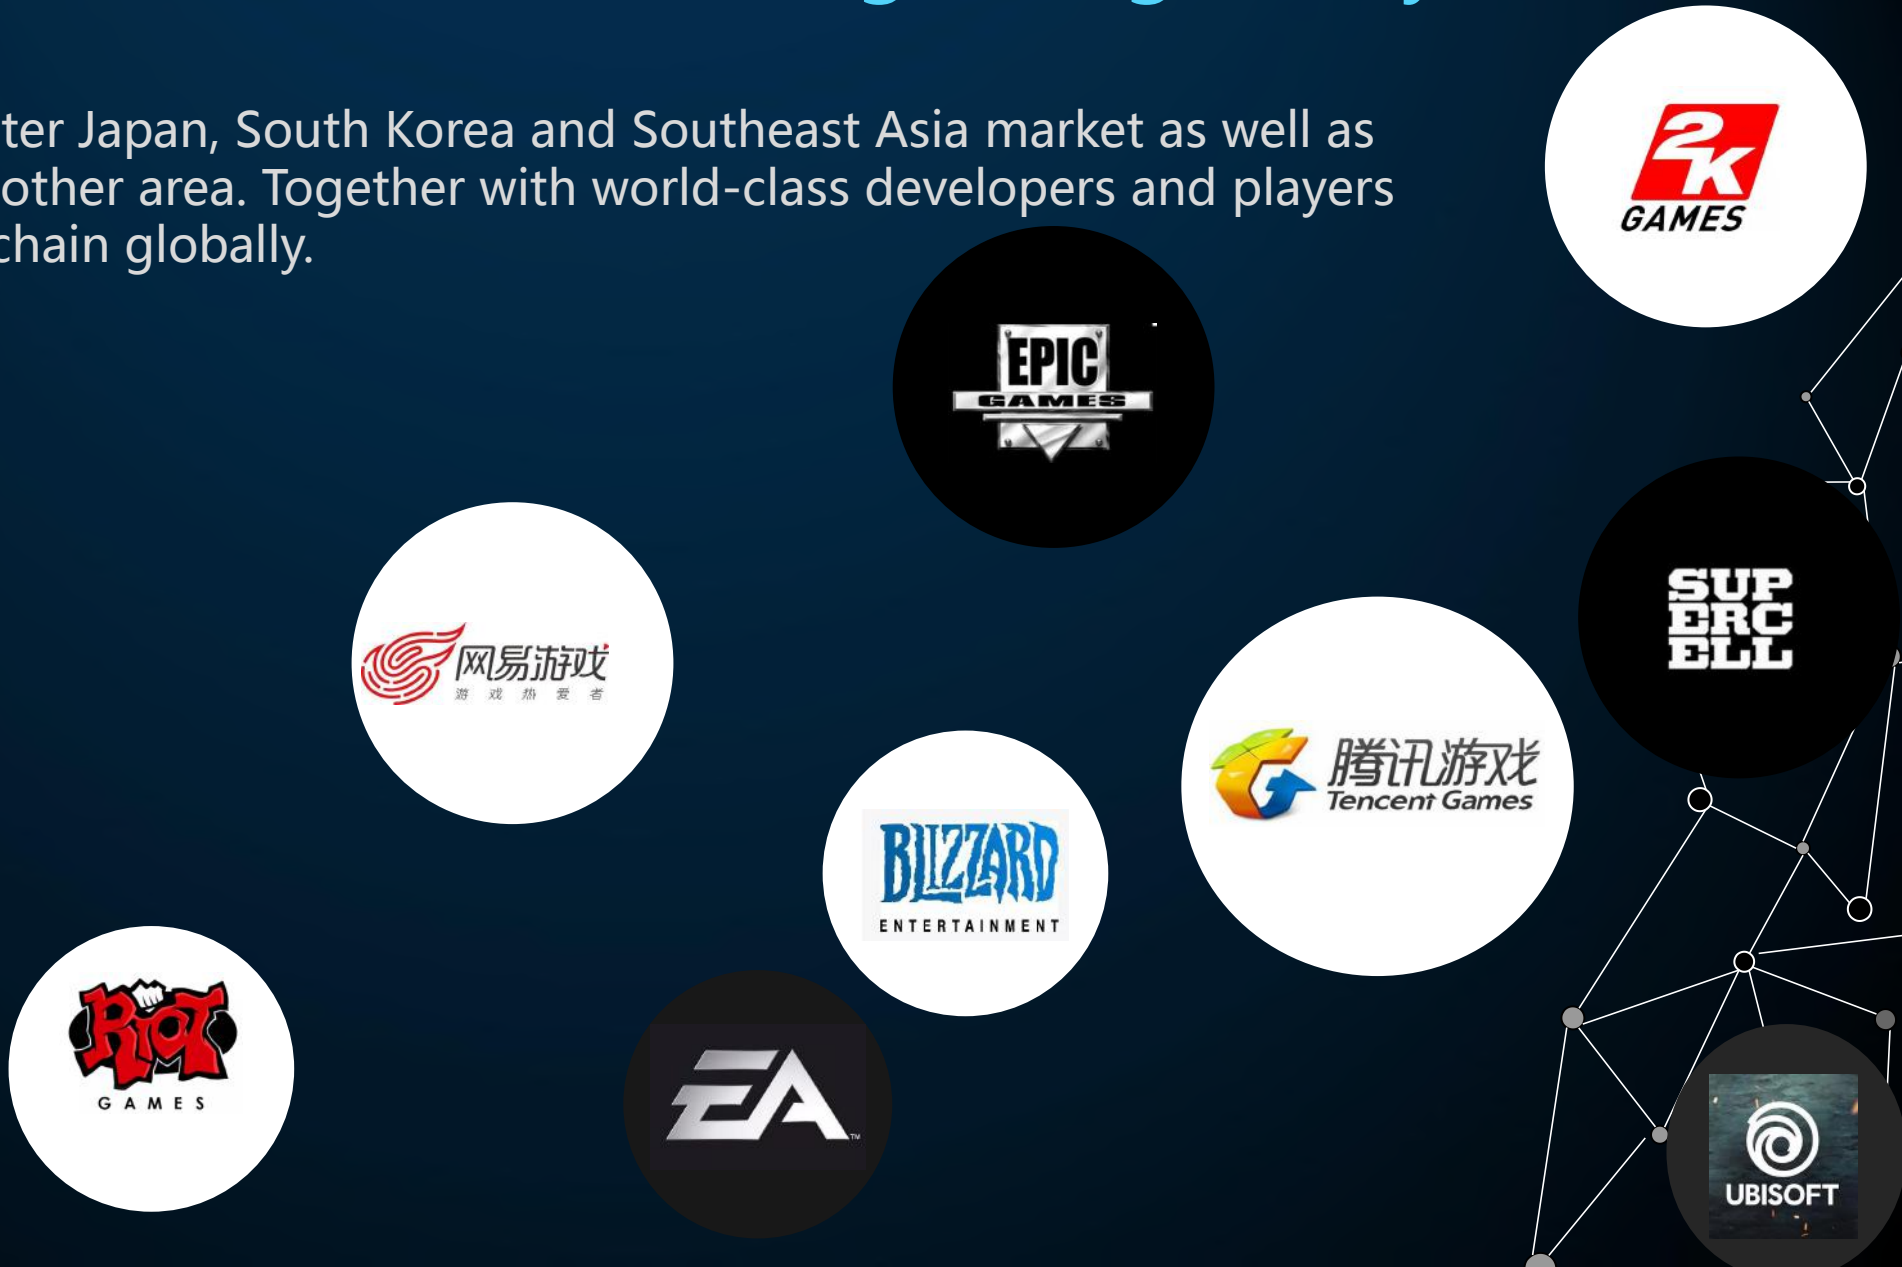 ter Japan, South Korea and Southeast Asia market as well as
other area. Together with world-class developers and players
chain globally.
2K
GAMES
EPIC
GAMES
SUP
ERC
ELL
网易游戏
游戏热爱者
腾讯游戏
Tencent Games
BLIZZARD
ENTERTAINMENT
RIOT
GAMES
EA™
UBISOFT